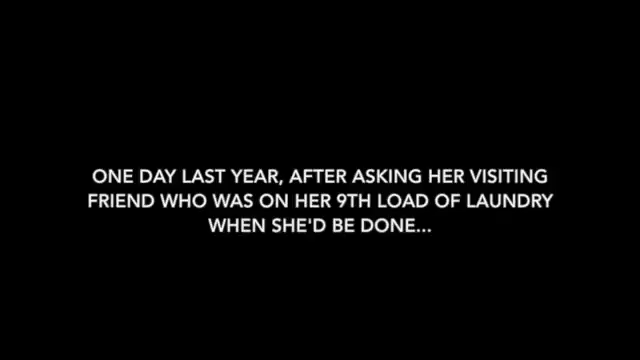 ONE DAY LAST YEAR, AFTER ASKING HER VISITING
FRIEND WHO WAS ON HER 9TH LOAD OF LAUNDRY
WHEN SHE'D BE DONE...